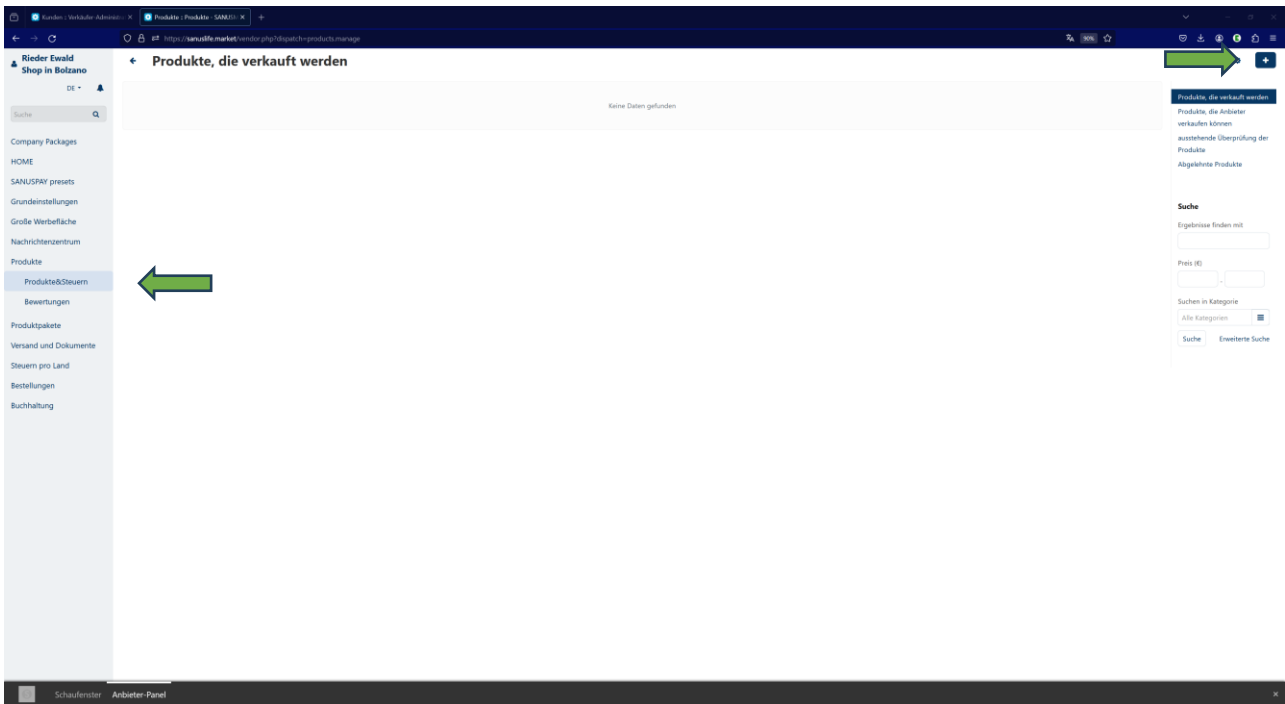 Kunden :: Verkäufer-Adminis
Produkte :: Produkte - SANUSL
https://sanuslife.market/vendor.php?dispatch=products.manage
90%
Rieder Ewald
Shop in Bolzano
DE
Suche
Company Packages
HOME
SANUSPAY presets
Grundeinstellungen
Große Werbefläche
Nachrichtenzentrum
Produkte
Produkte&Steuern
Bewertungen
Produktpakete
Versand und Dokumente
Steuern pro Land
Bestellungen
Buchhaltung
Produkte, die verkauft werden
Keine Daten gefunden
Produkte, die verkauft werden
Produkte, die Anbieter
verkaufen können
ausstehende Überprüfung der
Produkte
Abgelehnte Produkte
Suche
Ergebnisse finden mit
Preis (€)
-
Suchen in Kategorie
Alle Kategorien
Suche Erweiterte Suche
Schaufenster Anbieter-Panel